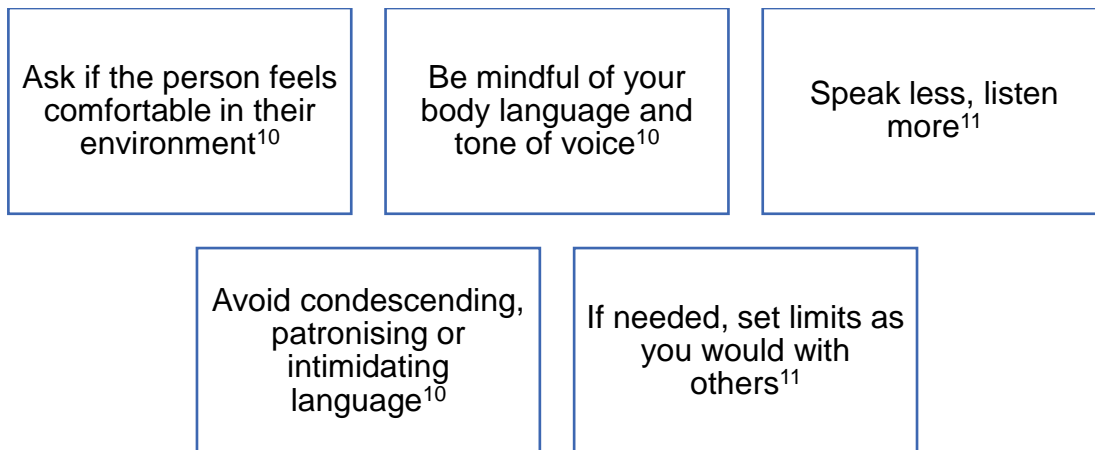 Ask if the person feels
comfortable in their
environment¹⁰
Be mindful of your
body language and
tone of voice¹⁰
Speak less, listen
more¹¹
Avoid condescending,
patronising or
intimidating
language¹⁰
If needed, set limits as
you would with
others¹¹